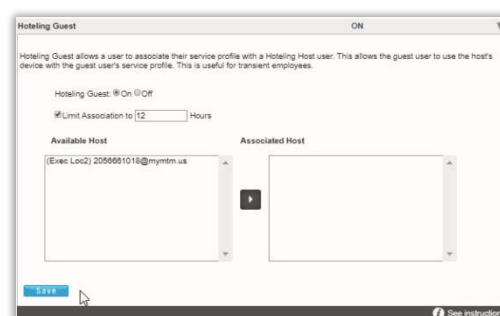 Hoteling Guest ON
Hoteling Guest allows a user to associate their service profile with a Hoteling Host user. This allows the guest user to use the host's
device with the guest user's service profile. This is useful for transient employees.
Hoteling Guest: On Off
Limit Association to 12 Hours
Available Host Associated Host
(Exec Loc2) 2056661018@mymtm.us
Save
See instruction